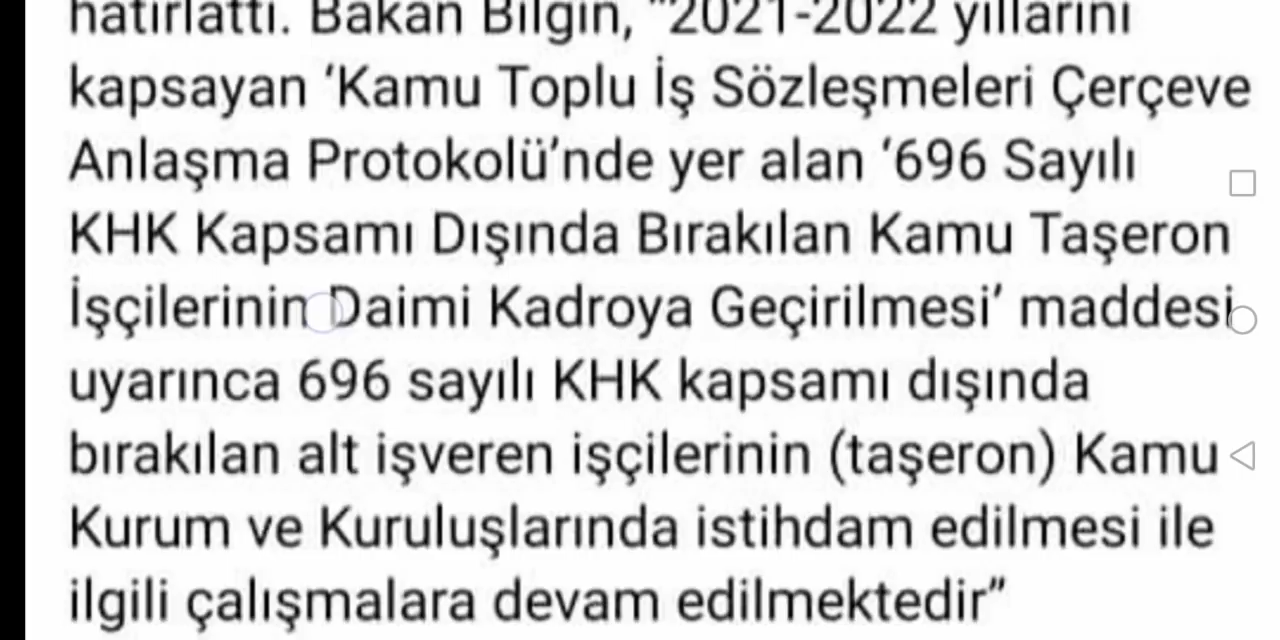 hatırlattı. Bakan Bilgin, “2021-2022 yıllarını
kapsayan ‘Kamu Toplu İş Sözleşmeleri Çerçeve
Anlaşma Protokolü’nde yer alan ‘696 Sayılı
KHK Kapsamı Dışında Bırakılan Kamu Taşeron
İşçilerinin Daimi Kadroya Geçirilmesi’ maddesi
uyarınca 696 sayılı KHK kapsamı dışında
bırakılan alt işveren işçilerinin (taşeron) Kamu
Kurum ve Kuruluşlarında istihdam edilmesi ile
ilgili çalışmalara devam edilmektedir”